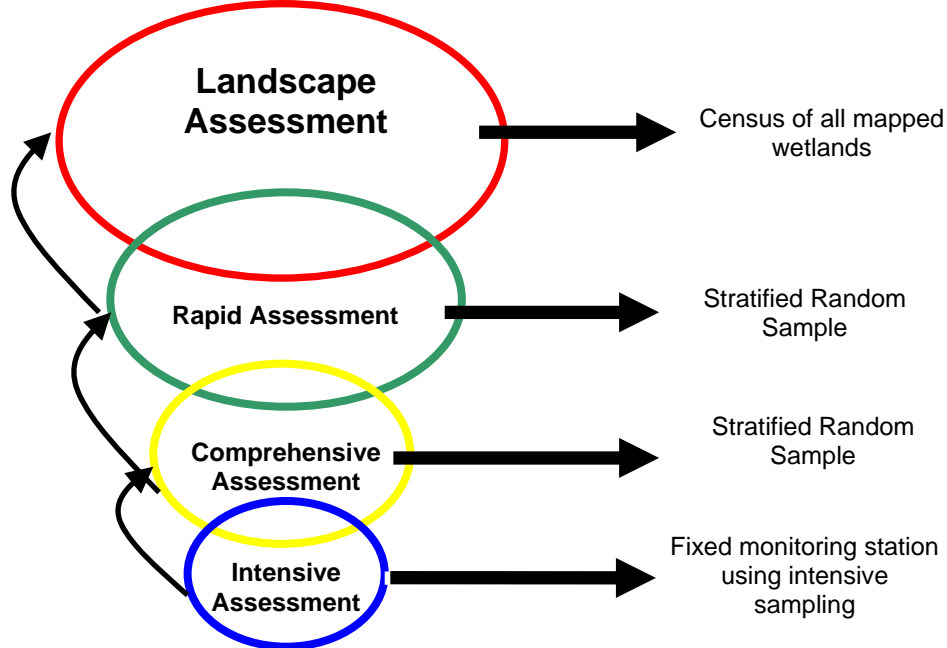 Landscape
Assessment
Census of all mapped
wetlands
Rapid Assessment
Stratified Random
Sample
Comprehensive
Assessment
Stratified Random
Sample
Intensive
Assessment
Fixed monitoring station
using intensive
sampling